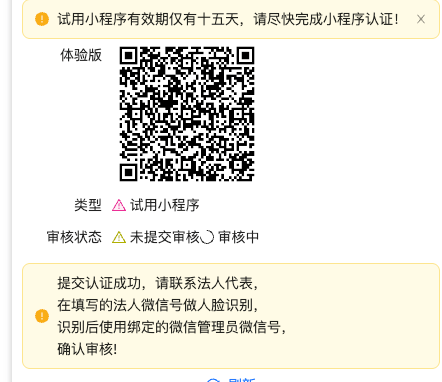 试用小程序有效期仅有十五天，请尽快完成小程序认证！
体验版
类型 试用小程序
审核状态 未提交审核 审核中
提交认证成功，请联系法人代表，
在填写的法人微信号做人脸识别，
识别后使用绑定的微信管理员微信号，
确认审核!
刷新